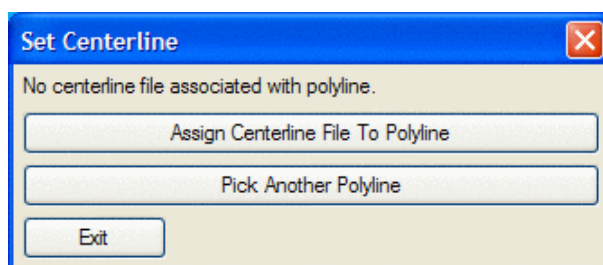 Set Centerline
No centerline file associated with polyline.
Assign Centerline File To Polyline
Pick Another Polyline
Exit